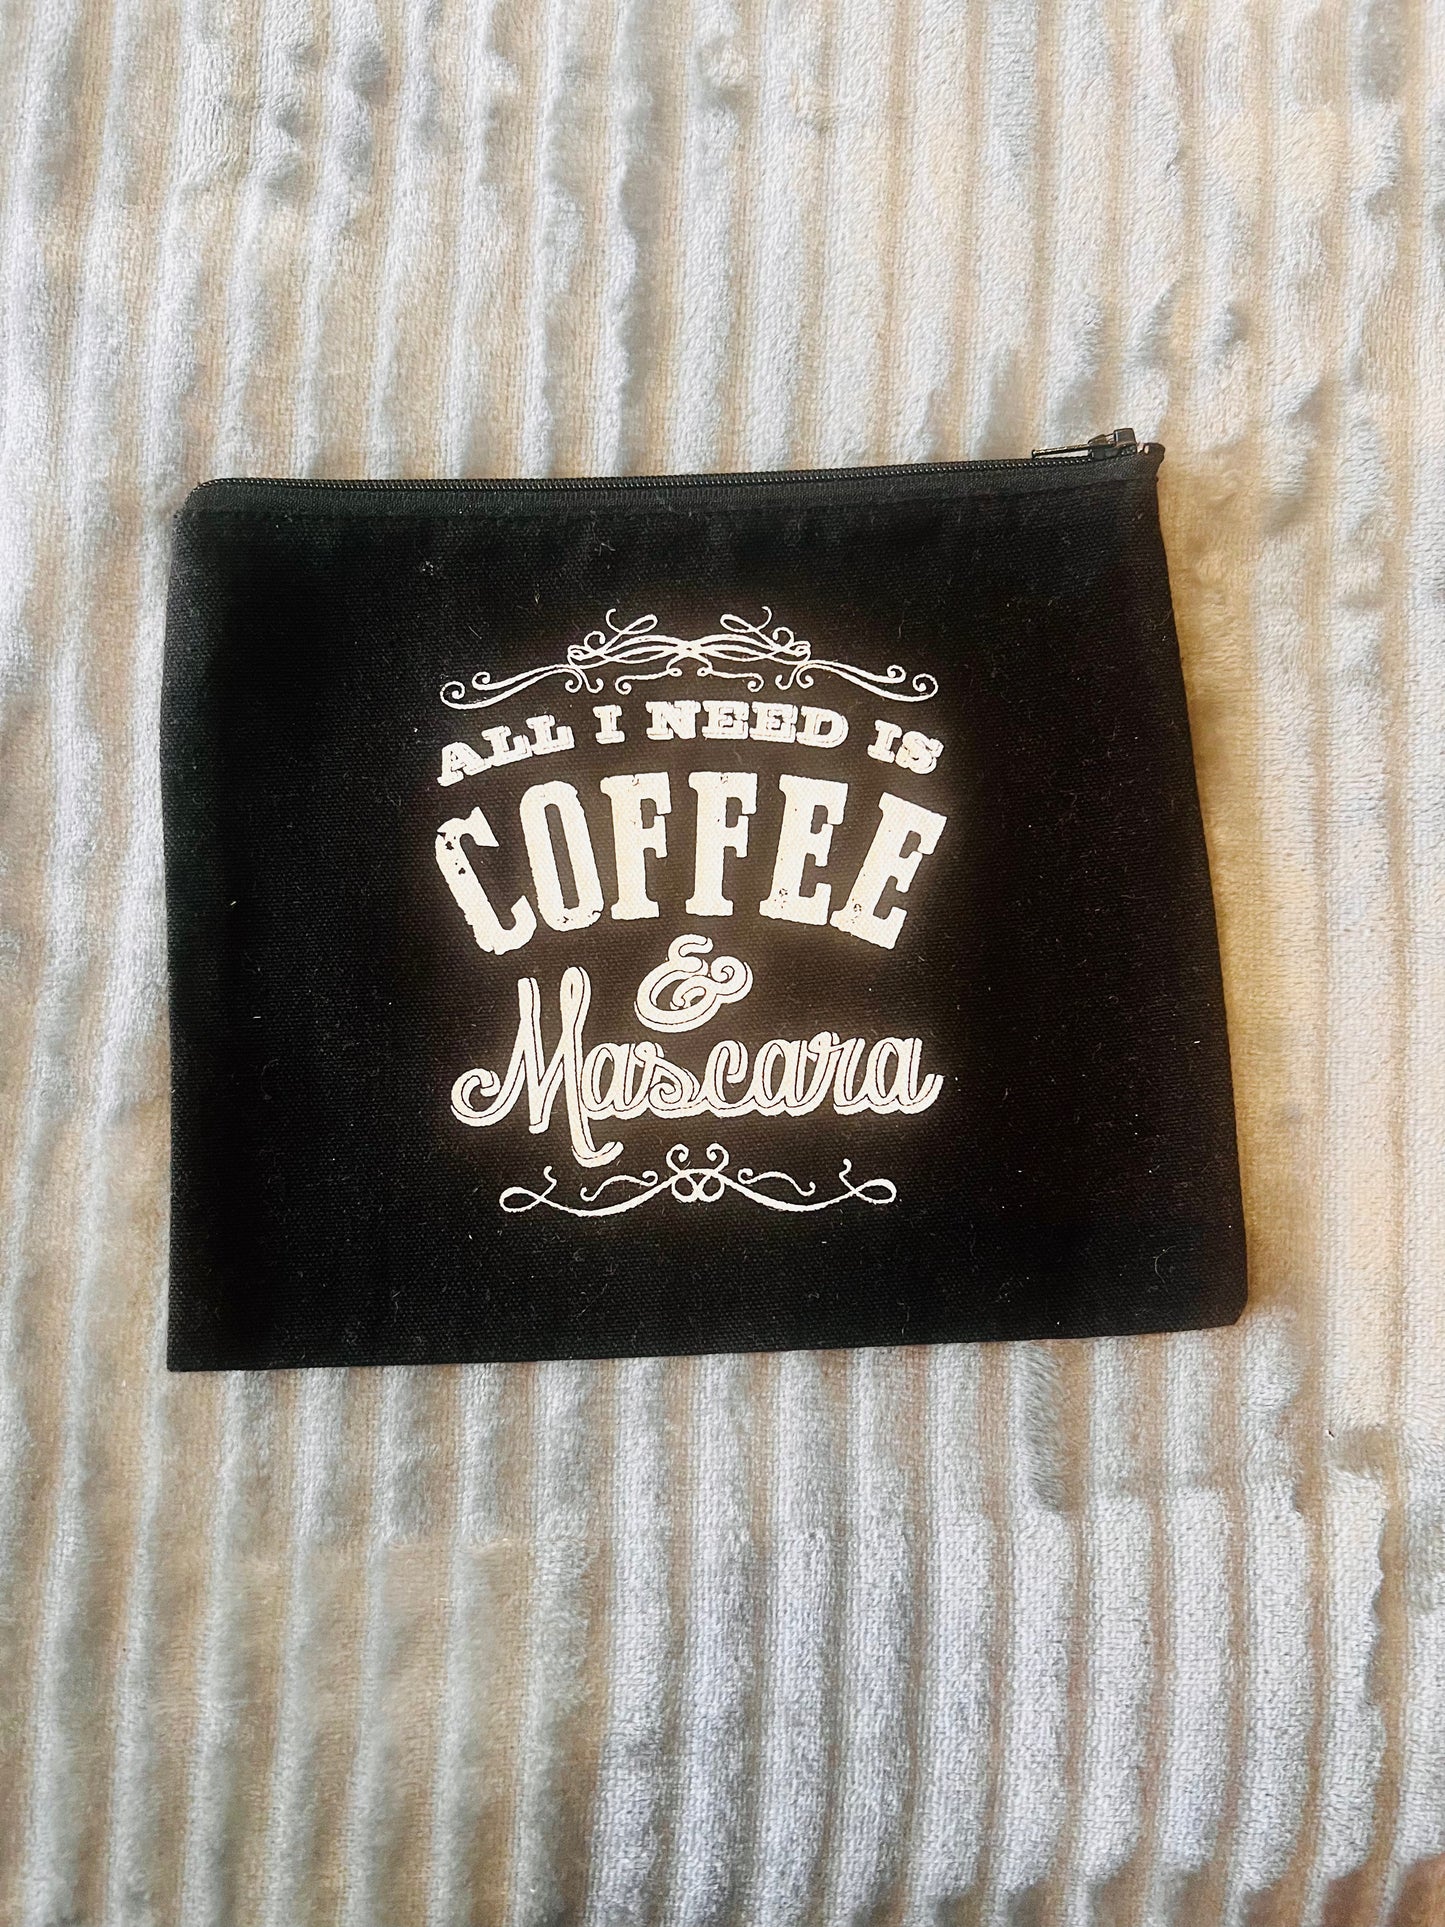 ALL I NEED IS
COFFEE
&
Mascara